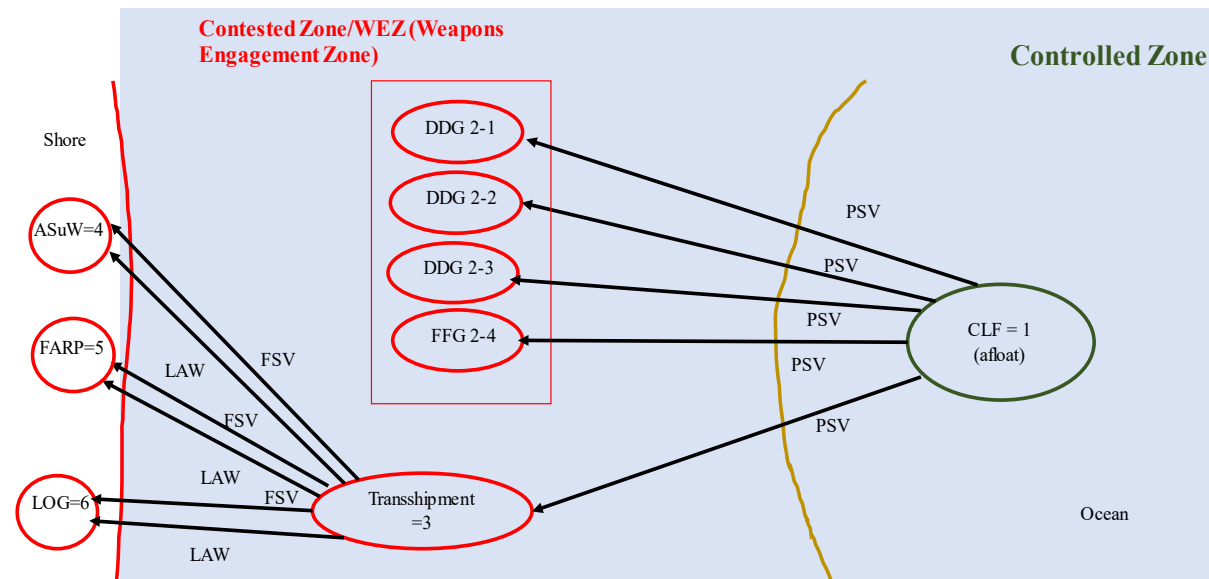 Contested Zone/WEZ (Weapons
Engagement Zone)
Controlled Zone
Shore
DDG 2-1
DDG 2-2
DDG 2-3
FFG 2-4
PSV
PSV
PSV
PSV
PSV
CLF = 1
(afloat)
ASuW=4
FARP=5
LOG=6
FSV
LAW
FSV
LAW
FSV
LAW
Transshipment
=3
Ocean